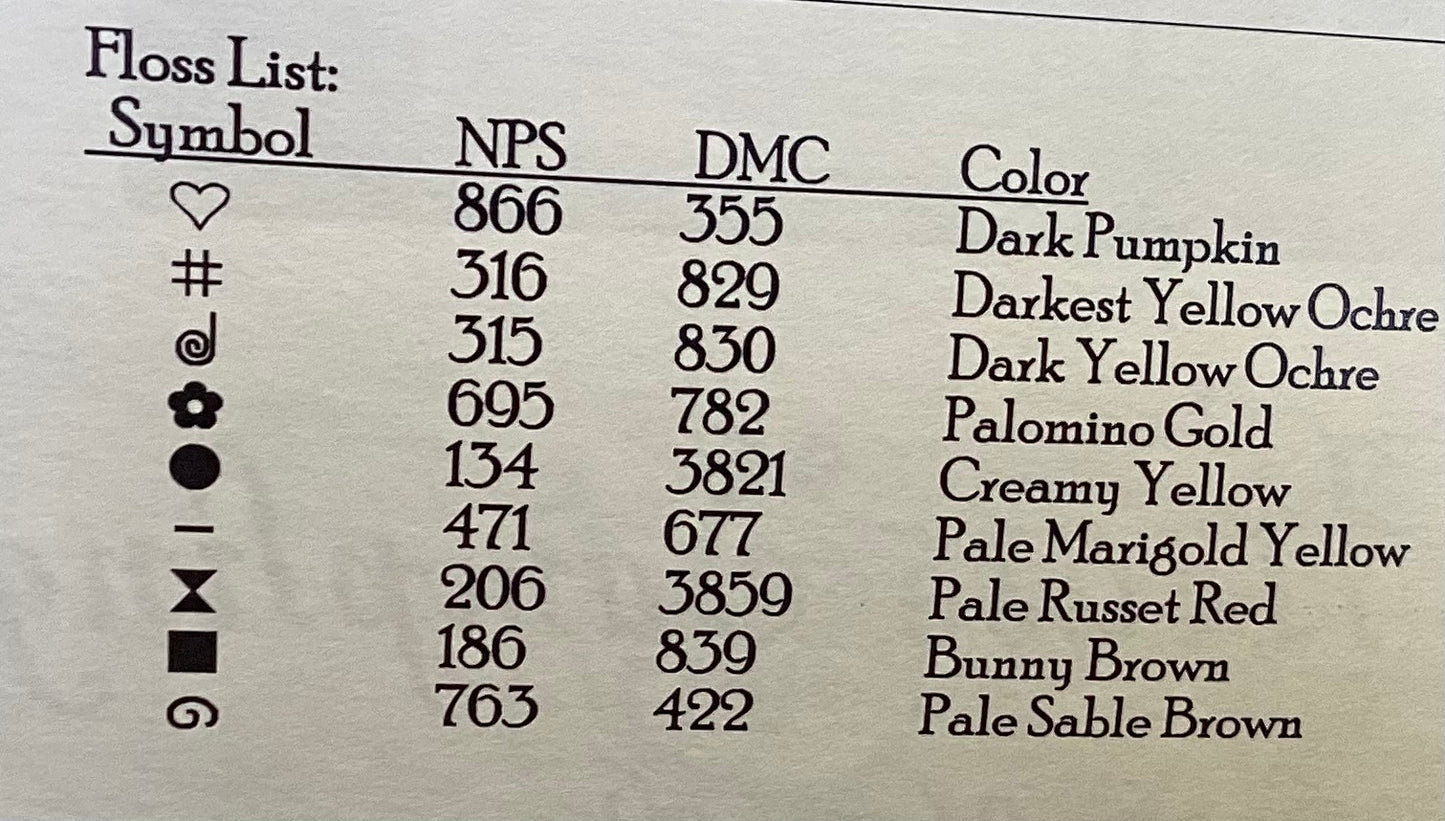 Floss List:
Symbol NPS DMC Color
♡ 866 355 Dark Pumpkin
# 316 829 Darkest Yellow Ochre
315 830 Dark Yellow Ochre
✿ 695 782 Palomino Gold
● 134 3821 Creamy Yellow
– 471 677 Pale Marigold Yellow
⧗ 206 3859 Pale Russet Red
■ 186 839 Bunny Brown
763 422 Pale Sable Brown